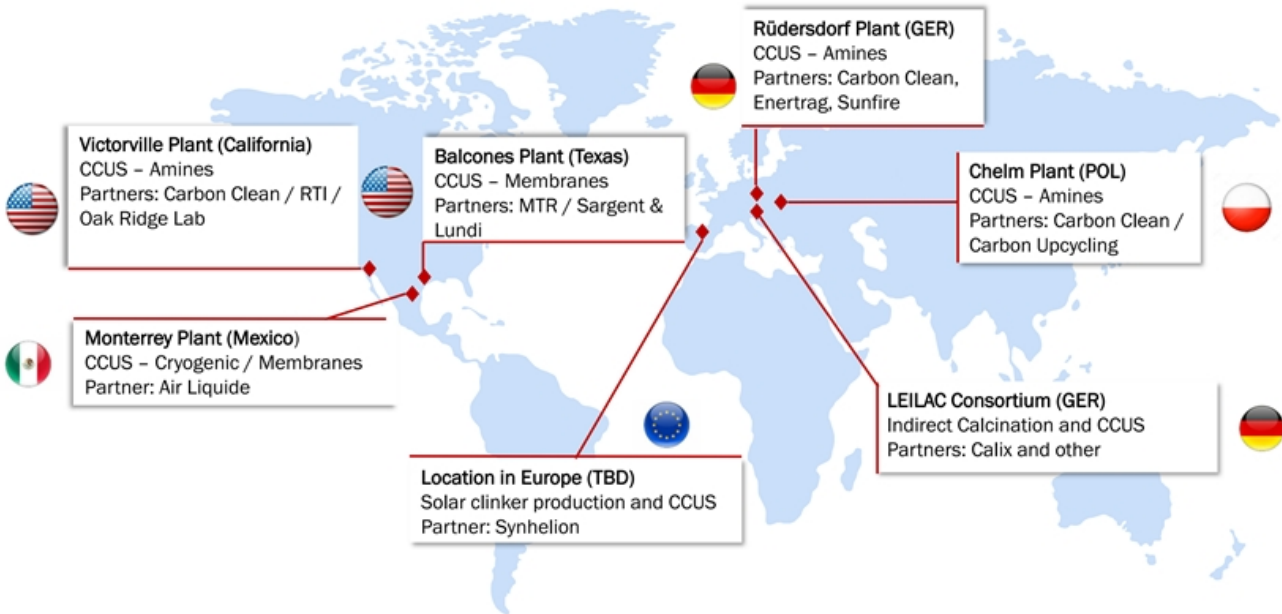 Rüdersdorf Plant (GER)
CCUS – Amines
Partners: Carbon Clean,
Enertrag, Sunfire
Victorville Plant (California)
CCUS – Amines
Partners: Carbon Clean / RTI /
Oak Ridge Lab
Balcones Plant (Texas)
CCUS – Membranes
Partners: MTR / Sargent &
Lundi
Chelm Plant (POL)
CCUS – Amines
Partners: Carbon Clean /
Carbon Upcycling
Monterrey Plant (Mexico)
CCUS – Cryogenic / Membranes
Partner: Air Liquide
LEILAC Consortium (GER)
Indirect Calcination and CCUS
Partners: Calix and other
Location in Europe (TBD)
Solar clinker production and CCUS
Partner: Synhelion